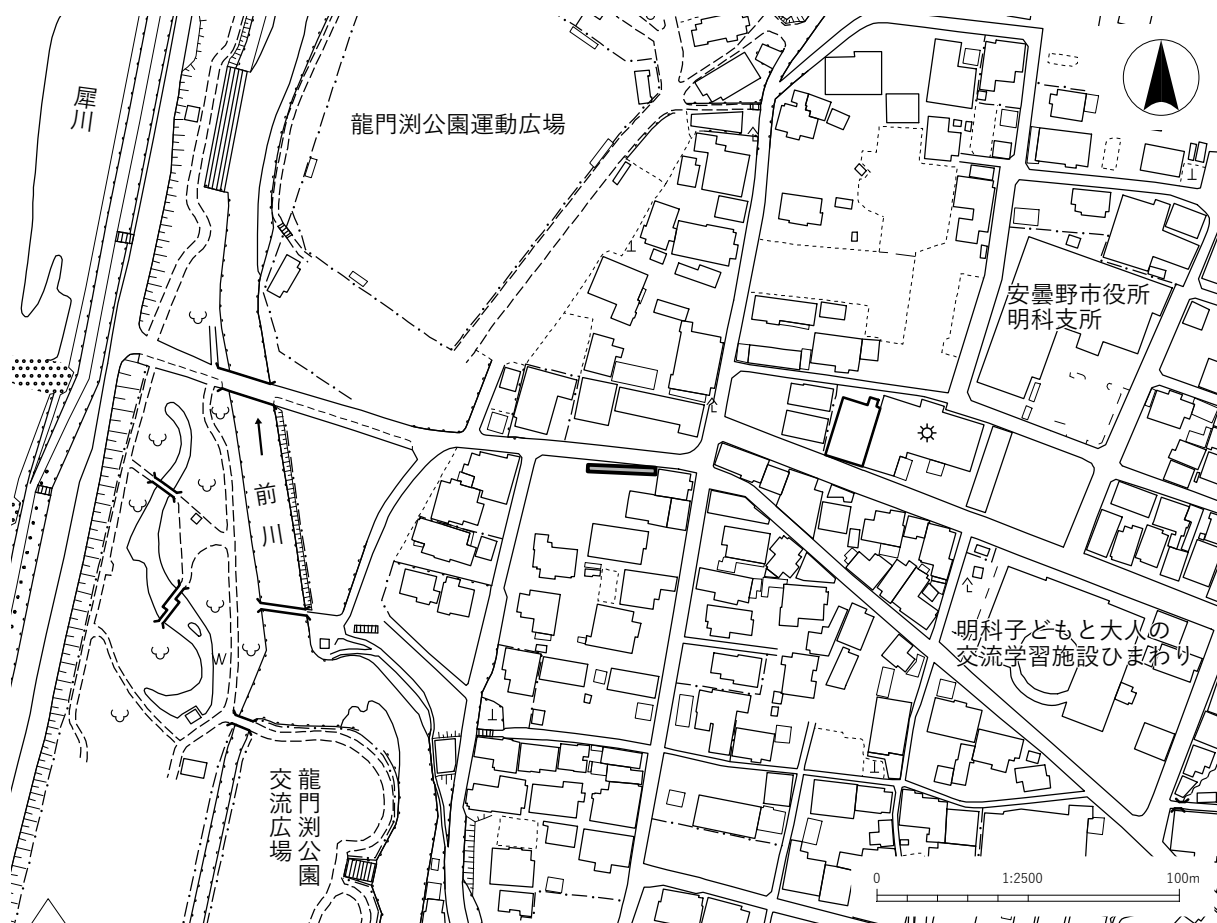 犀川
龍門渕公園運動広場
安曇野市役所
明科支所
前川
明科子どもと大人の
交流学習施設ひまわり
龍門渕公園
交流広場
0 1:2500 100m